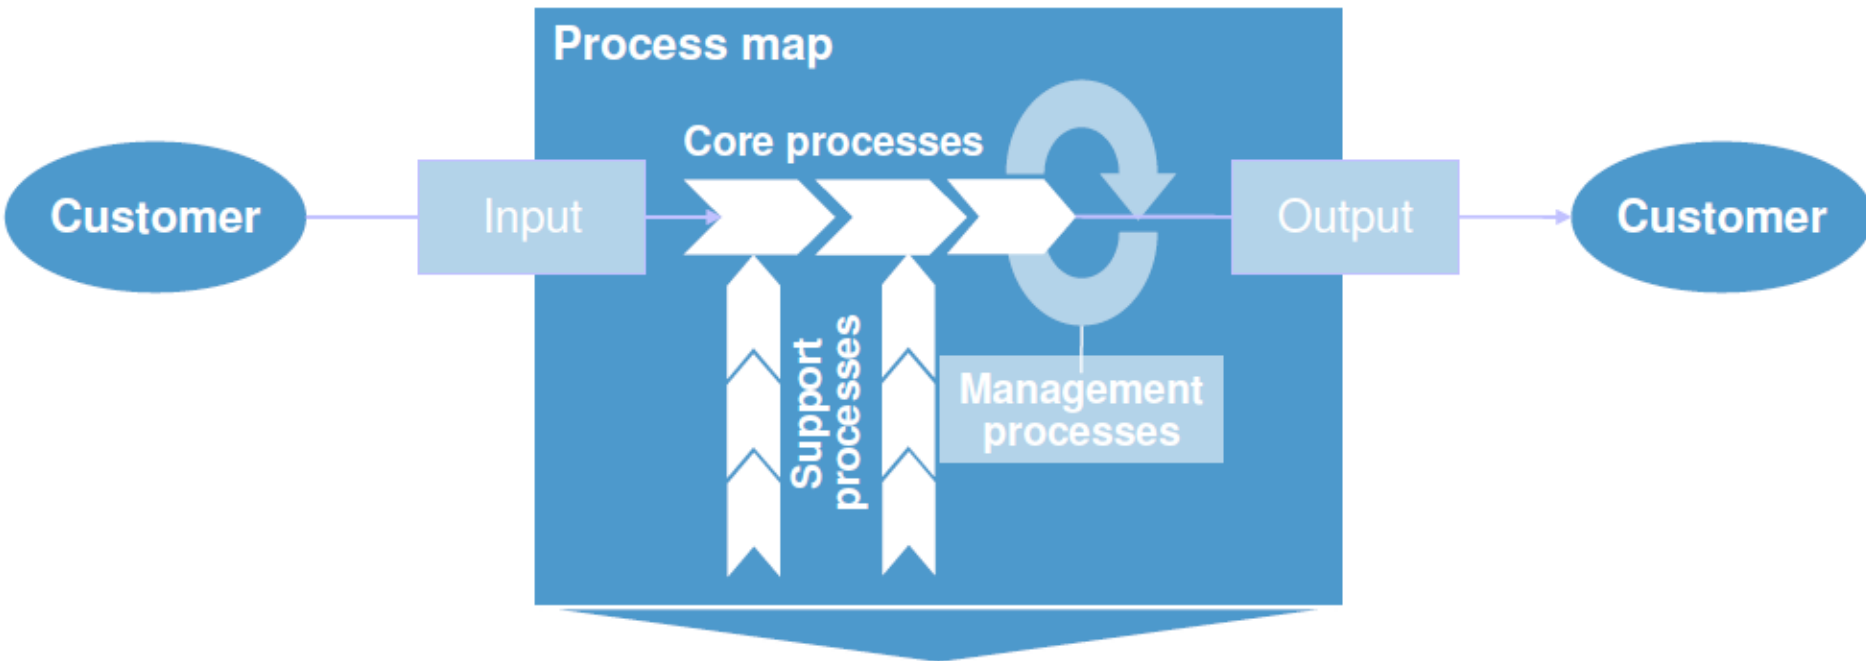 Process map
Core processes
Customer
Input
Output
Customer
Support
processes
Management
processes